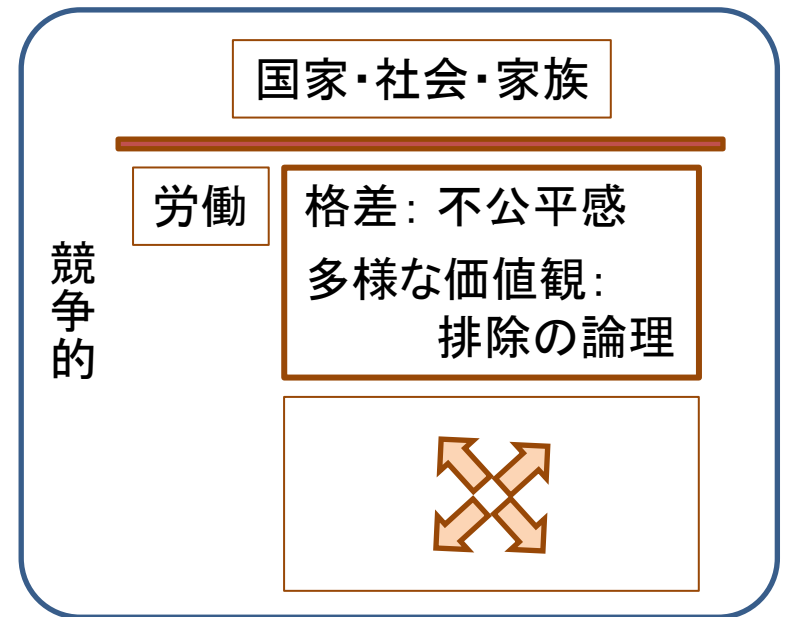 国家・社会・家族
労働
格差： 不公平感
多様な価値観：
排除の論理
競争的